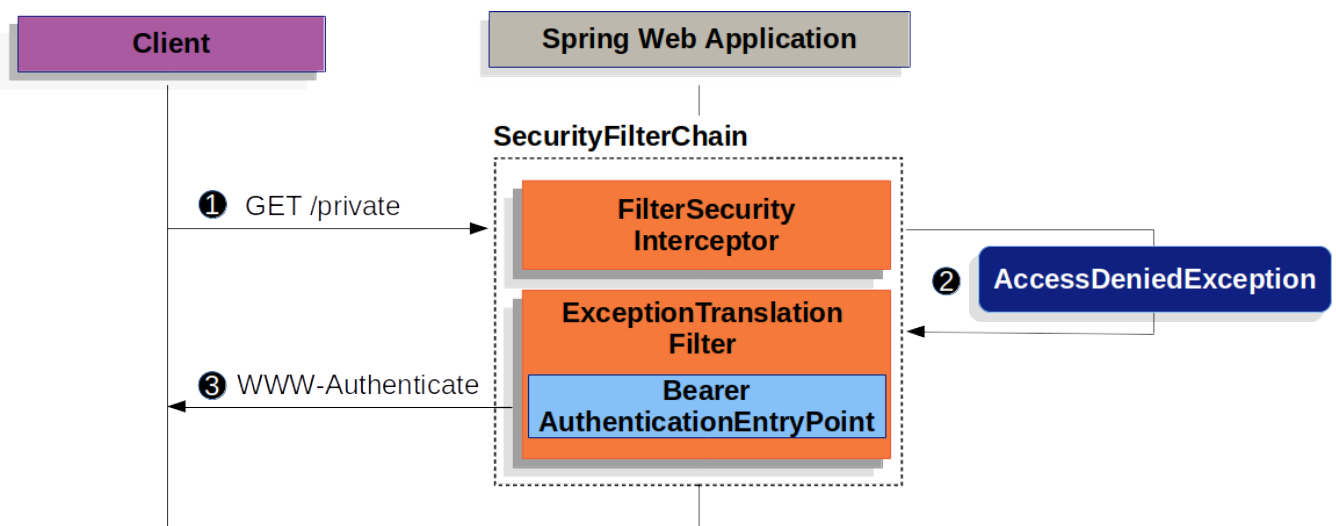 Client
Spring Web Application
SecurityFilterChain
❶ GET /private
FilterSecurity
Interceptor
❷ AccessDeniedException
ExceptionTranslation
Filter
❸ WWW-Authenticate
Bearer
AuthenticationEntryPoint